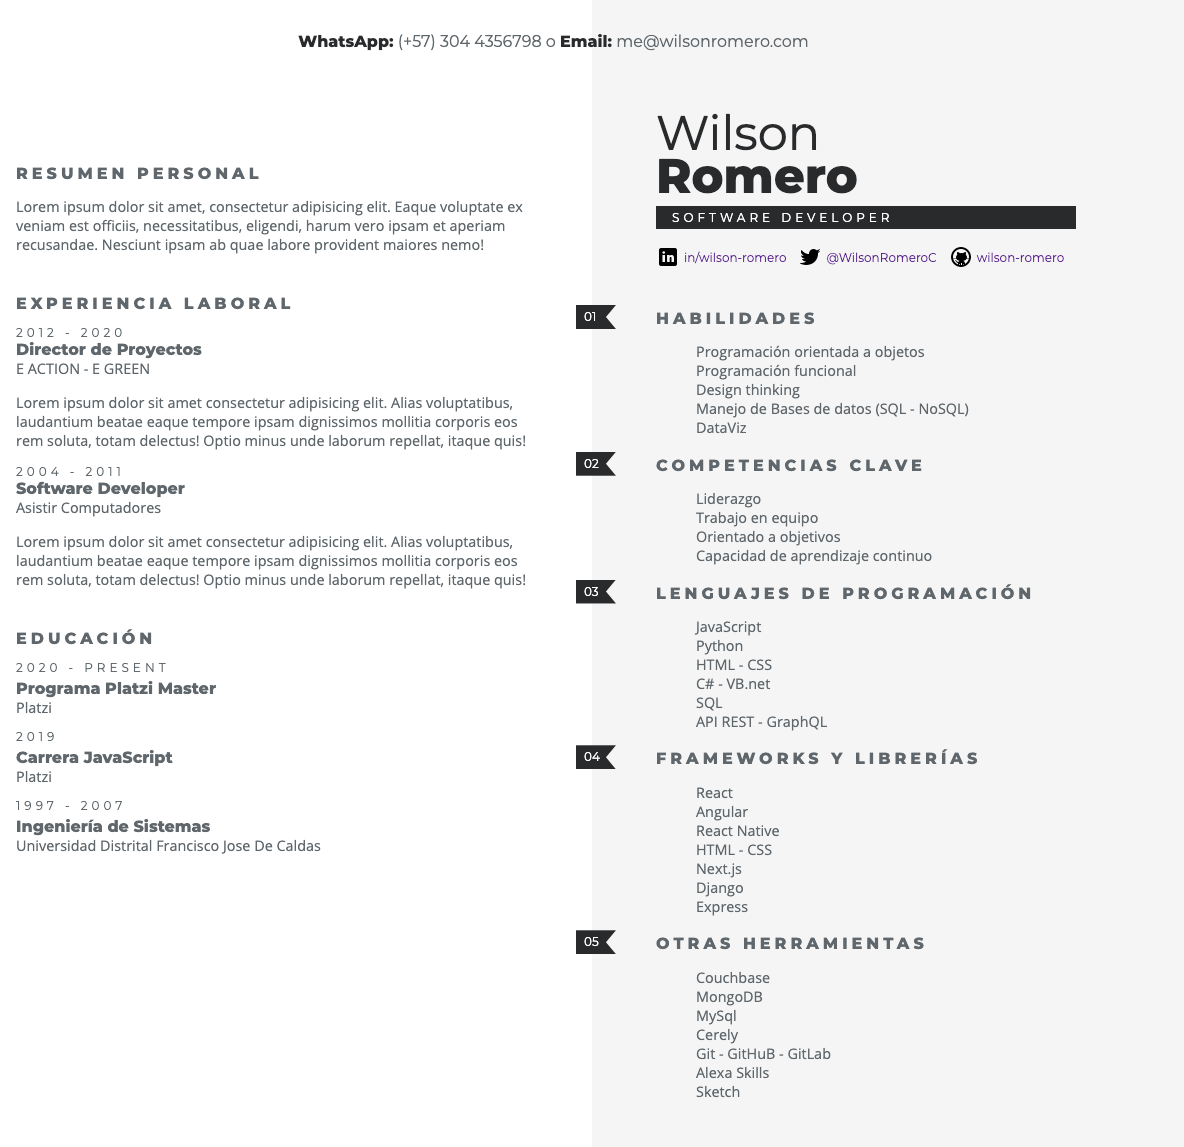 WhatsApp: (+57) 304 4356798 o Email: me@wilsonromero.com
RESUMEN PERSONAL
Lorem ipsum dolor sit amet, consectetur adipisicing elit. Eaque voluptate ex
veniam est officiis, necessitatibus, eligendi, harum vero ipsam et aperiam
recusandae. Nesciunt ipsam ab quae labore provident maiores nemo!
EXPERIENCIA LABORAL
2012 - 2020
Director de Proyectos
E ACTION - E GREEN
Lorem ipsum dolor sit amet consectetur adipisicing elit. Alias voluptatibus,
laudantium beatae eaque tempore ipsam dignissimos mollitia corporis eos
rem soluta, totam delectus! Optio minus unde laborum repellat, itaque quis!
2004 - 2011
Software Developer
Asistir Computadores
Lorem ipsum dolor sit amet consectetur adipisicing elit. Alias voluptatibus,
laudantium beatae eaque tempore ipsam dignissimos mollitia corporis eos
rem soluta, totam delectus! Optio minus unde laborum repellat, itaque quis!
EDUCACIÓN
2020 - PRESENT
Programa Platzi Master
Platzi
2019
Carrera JavaScript
Platzi
1997 - 2007
Ingeniería de Sistemas
Universidad Distrital Francisco Jose De Caldas
Wilson
Romero
SOFTWARE DEVELOPER
in/wilson-romero @WilsonRomeroC wilson-romero
01 HABILIDADES
Programación orientada a objetos
Programación funcional
Design thinking
Manejo de Bases de datos (SQL - NoSQL)
DataViz
02 COMPETENCIAS CLAVE
Liderazgo
Trabajo en equipo
Orientado a objetivos
Capacidad de aprendizaje continuo
03 LENGUAJES DE PROGRAMACIÓN
JavaScript
Python
HTML - CSS
C# - VB.net
SQL
API REST - GraphQL
04 FRAMEWORKS Y LIBRERÍAS
React
Angular
React Native
HTML - CSS
Next.js
Django
Express
05 OTRAS HERRAMIENTAS
Couchbase
MongoDB
MySql
Cerely
Git - GitHuB - GitLab
Alexa Skills
Sketch